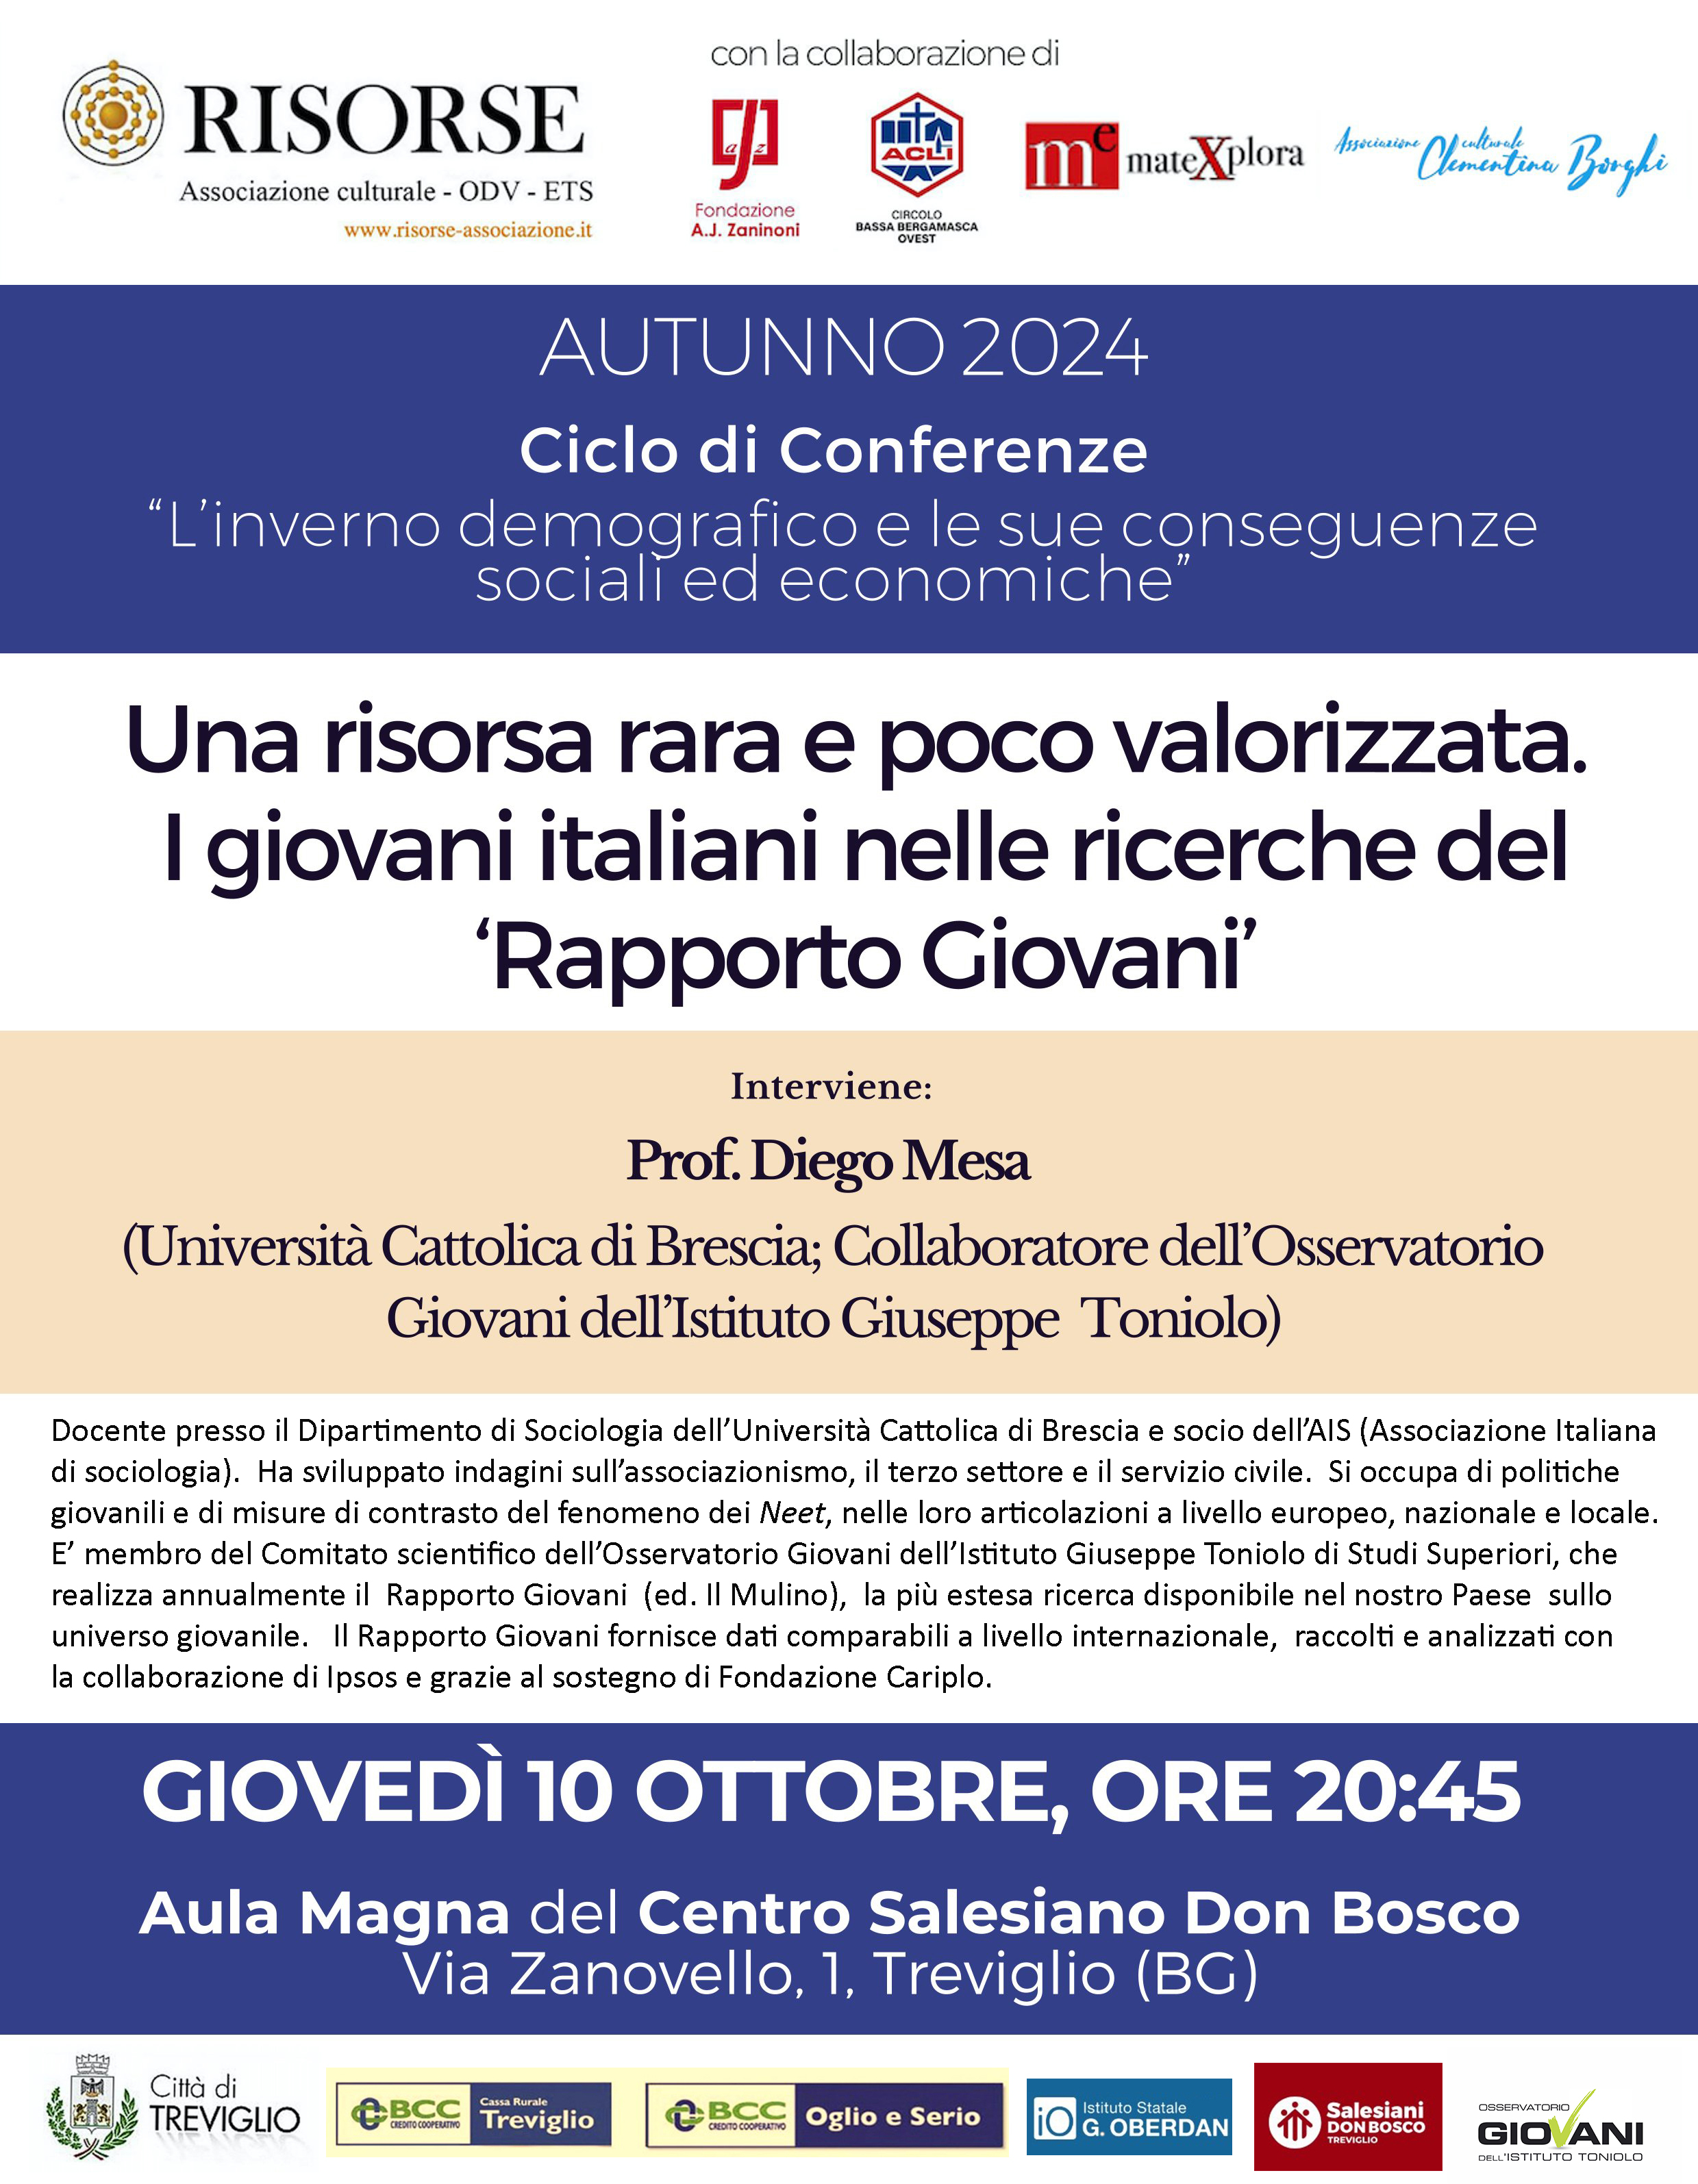 con la collaborazione di
RISORSE
Associazione culturale - ODV - ETS
www.risorse-associazione.it
ajz
Fondazione
A.J. Zaninoni
ACLI
CIRCOLO
BASSA BERGAMASCA
OVEST
me mateXplora
Associazione culturale
Clementina Borghi
AUTUNNO 2024
Ciclo di Conferenze
“L’inverno demografico e le sue conseguenze
sociali ed economiche”
Una risorsa rara e poco valorizzata.
I giovani italiani nelle ricerche del
‘Rapporto Giovani’
Interviene:
Prof. Diego Mesa
(Università Cattolica di Brescia; Collaboratore dell’Osservatorio
Giovani dell’Istituto Giuseppe Toniolo)
Docente presso il Dipartimento di Sociologia dell’Università Cattolica di Brescia e socio dell’AIS (Associazione Italiana
di sociologia). Ha sviluppato indagini sull’associazionismo, il terzo settore e il servizio civile. Si occupa di politiche
giovanili e di misure di contrasto del fenomeno dei Neet, nelle loro articolazioni a livello europeo, nazionale e locale.
E’ membro del Comitato scientifico dell’Osservatorio Giovani dell’Istituto Giuseppe Toniolo di Studi Superiori, che
realizza annualmente il Rapporto Giovani (ed. Il Mulino), la più estesa ricerca disponibile nel nostro Paese sullo
universo giovanile. Il Rapporto Giovani fornisce dati comparabili a livello internazionale, raccolti e analizzati con
la collaborazione di Ipsos e grazie al sostegno di Fondazione Cariplo.
GIOVEDÌ 10 OTTOBRE, ORE 20:45
Aula Magna del Centro Salesiano Don Bosco
Via Zanovello, 1, Treviglio (BG)
Città di
TREVIGLIO
BCC
CREDITO COOPERATIVO
Cassa Rurale
Treviglio
BCC
CREDITO COOPERATIVO
Oglio e Serio
iO
Istituto Statale
G. OBERDAN
Salesiani
DON BOSCO
TREVIGLIO
OSSERVATORIO
GIOVANI
DELL'ISTITUTO TONIOLO